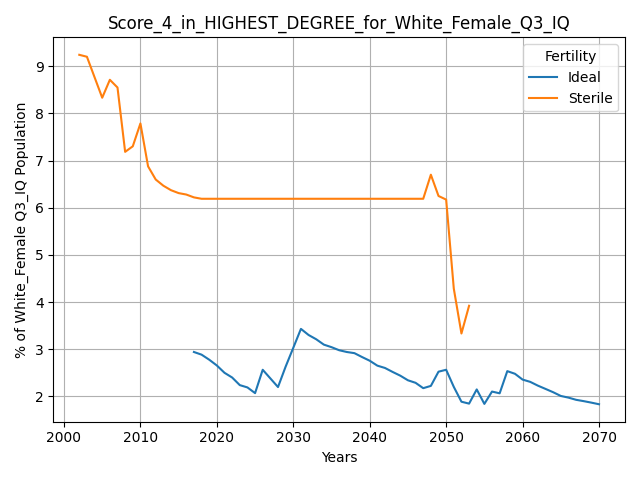 Score_4_in_HIGHEST_DEGREE_for_White_Female_Q3_IQ
Fertility
Ideal
Sterile
% of White_Female Q3_IQ Population
9
8
7
6
5
4
3
2
2000 2010 2020 2030 2040 2050 2060 2070
Years